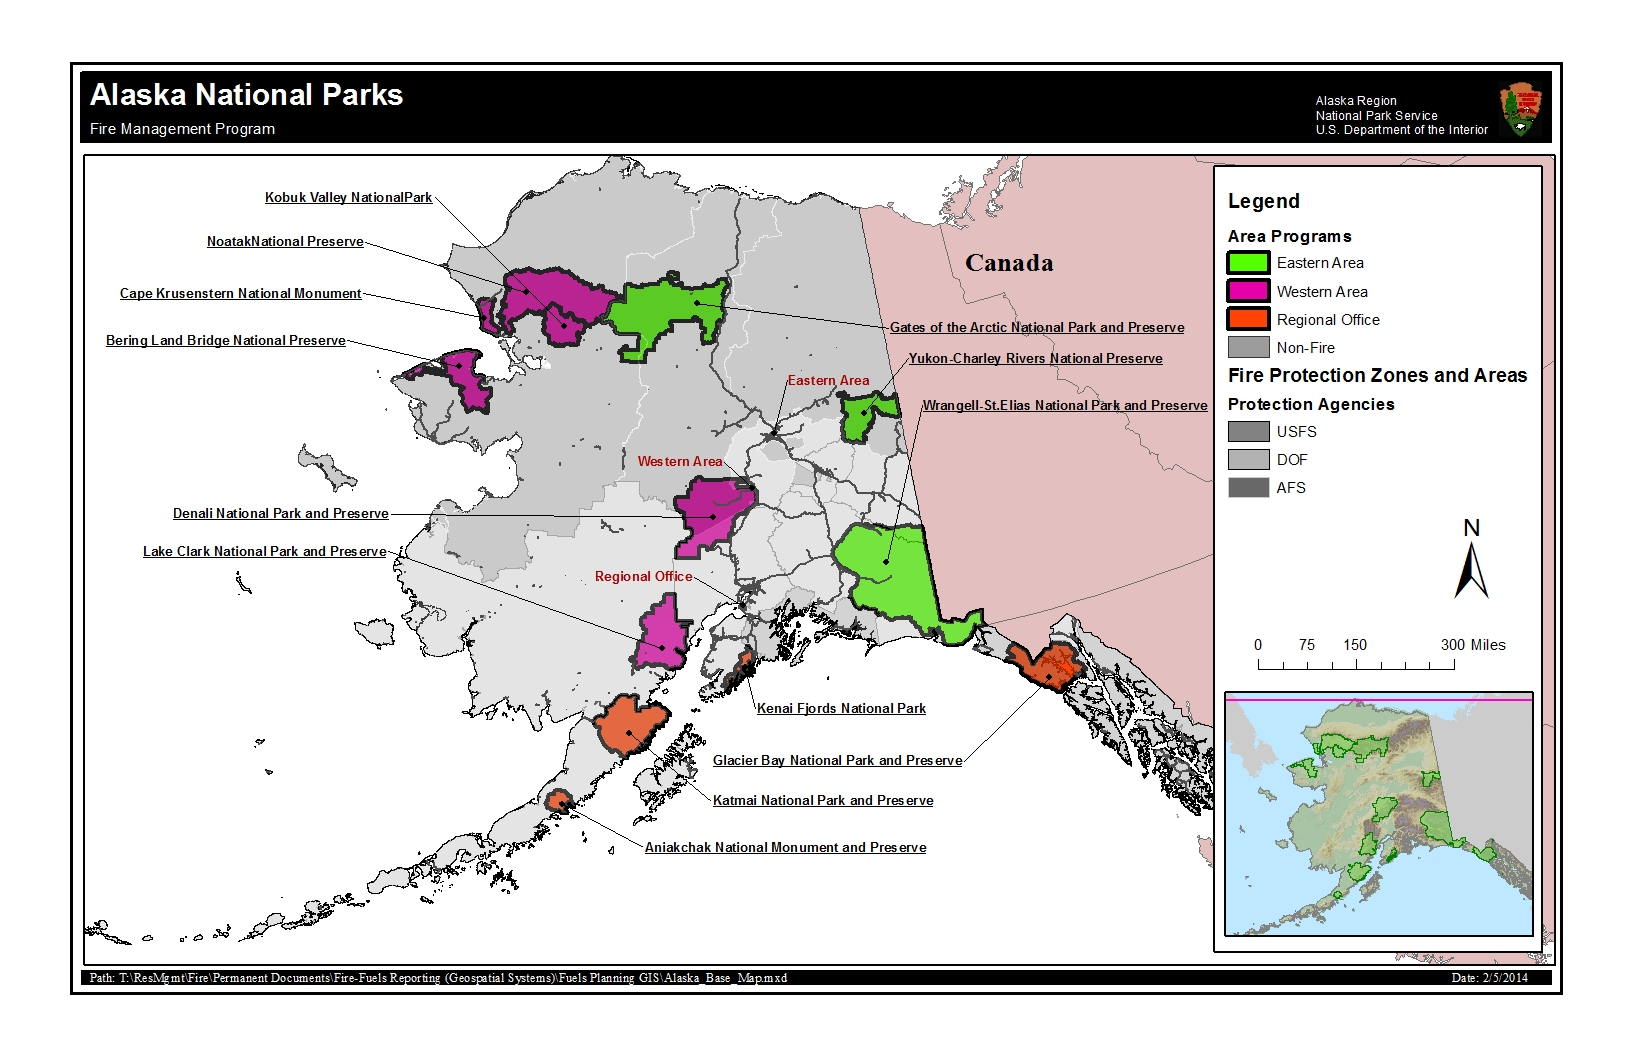 Alaska National Parks
Fire Management Program
Alaska Region
National Park Service
U.S. Department of the Interior
Kobuk Valley NationalPark
NoatakNational Preserve
Cape Krusenstern National Monument
Bering Land Bridge National Preserve
Canada
Gates of the Arctic National Park and Preserve
Yukon-Charley Rivers National Preserve
Eastern Area
Wrangell-St.Elias National Park and Preserve
Western Area
Denali National Park and Preserve
Lake Clark National Park and Preserve
Regional Office
Kenai Fjords National Park
Glacier Bay National Park and Preserve
Katmai National Park and Preserve
Aniakchak National Monument and Preserve
Legend
Area Programs
Eastern Area
Western Area
Regional Office
Non-Fire
Fire Protection Zones and Areas
Protection Agencies
USFS
DOF
AFS
N
0 75 150 300 Miles
Path: T:\ResMgmt\Fire\Permanent Documents\Fire-Fuels Reporting (Geospatial Systems)\Fuels Planning GIS\Alaska_Base_Map.mxd
Date: 2/5/2014